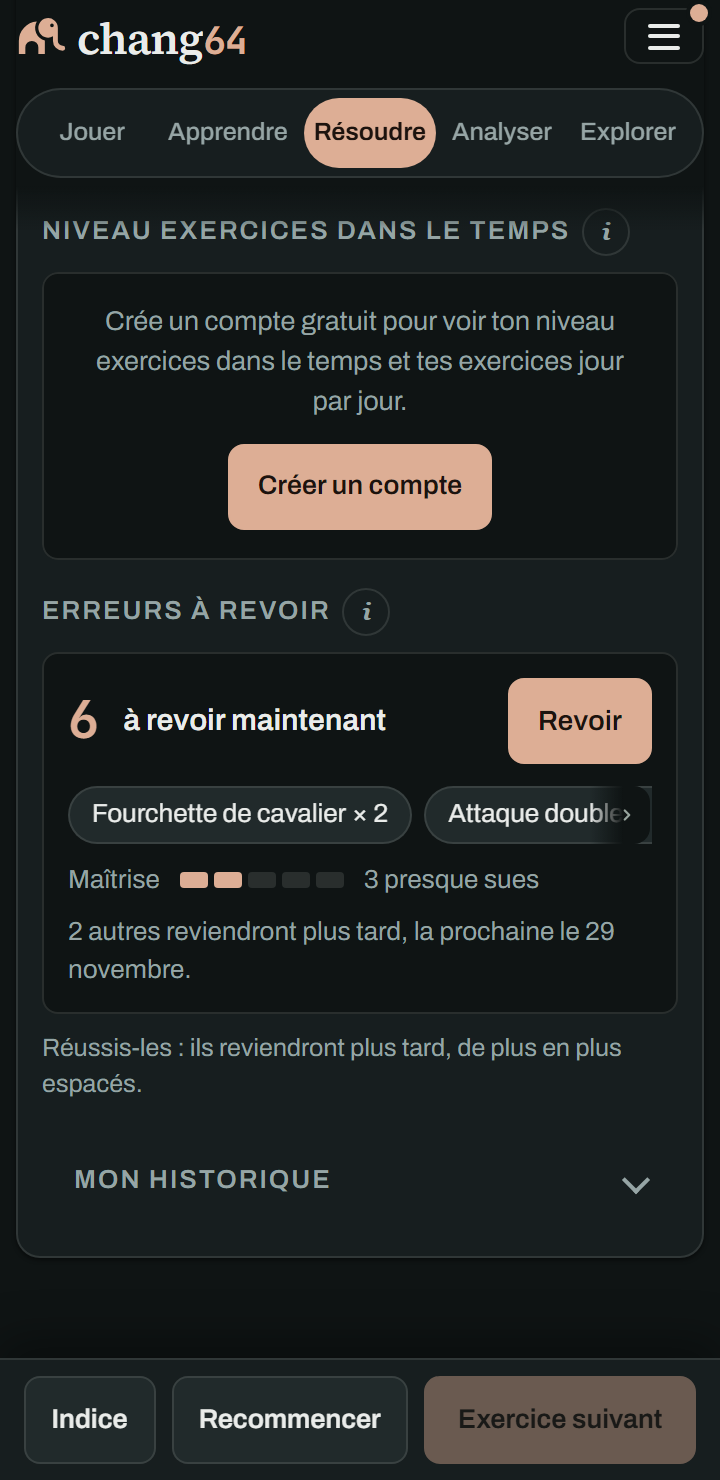 chang64
Jouer
Apprendre
Résoudre
Analyser
Explorer
NIVEAU EXERCICES DANS LE TEMPS i
Crée un compte gratuit pour voir ton niveau
exercices dans le temps et tes exercices jour
par jour.
Créer un compte
ERREURS À REVOIR i
6 à revoir maintenant
Revoir
Fourchette de cavalier × 2
Attaque double ›
Maîtrise
3 presque sues
2 autres reviendront plus tard, la prochaine le 29
novembre.
Réussis-les : ils reviendront plus tard, de plus en plus
espacés.
MON HISTORIQUE
Indice
Recommencer
Exercice suivant